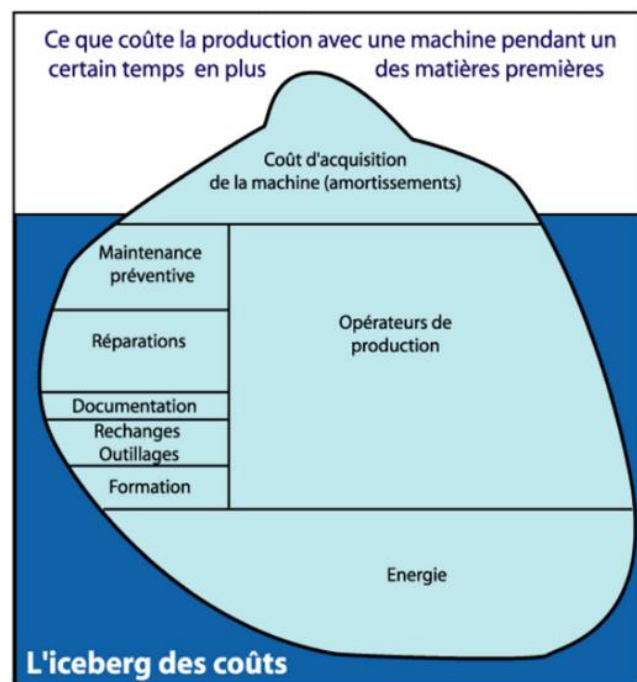 Ce que coûte la production avec une machine pendant un
certain temps en plus des matières premières
Coût d'acquisition
de la machine (amortissements)
Maintenance
préventive
Opérateurs de
production
Réparations
Documentation
Rechanges
Outillages
Formation
Energie
L'iceberg des coûts